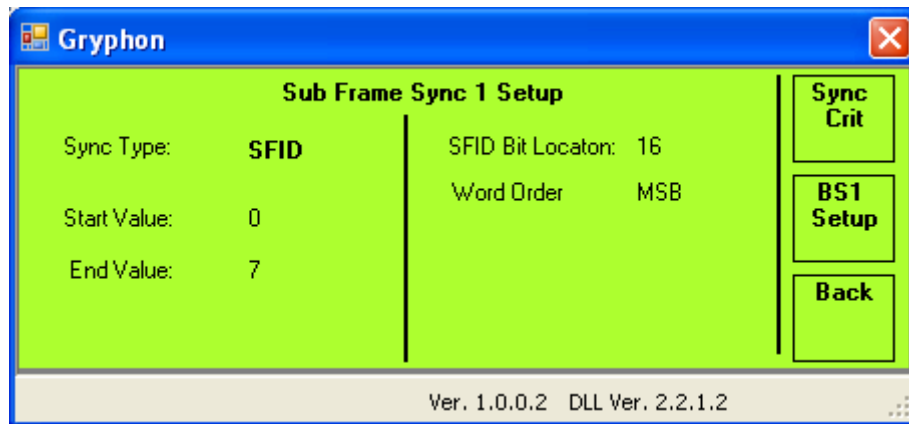 Gryphon
Sub Frame Sync 1 Setup
Sync Type: SFID
Start Value: 0
End Value: 7
SFID Bit Locaton: 16
Word Order MSB
Sync
Crit
BS1
Setup
Back
Ver. 1.0.0.2 DLL Ver. 2.2.1.2